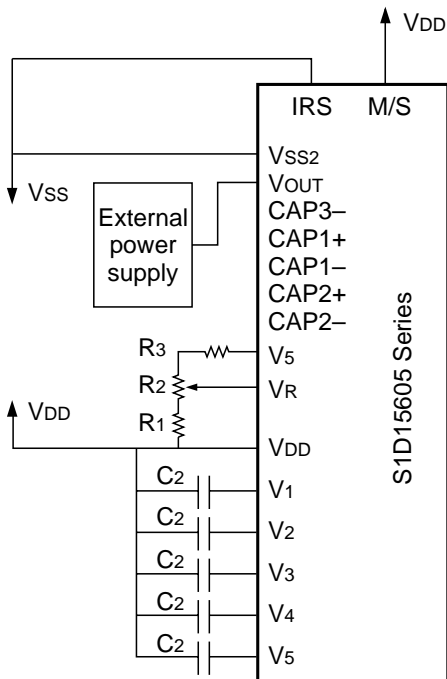 VDD
IRS M/S
VSS2
VSS
VOUT
External
power
supply
CAP3–
CAP1+
CAP1–
CAP2+
CAP2–
S1D15605 Series
R3
V5
R2
VR
VDD
R1
VDD
C2
V1
C2
V2
C2
V3
C2
V4
C2
V5